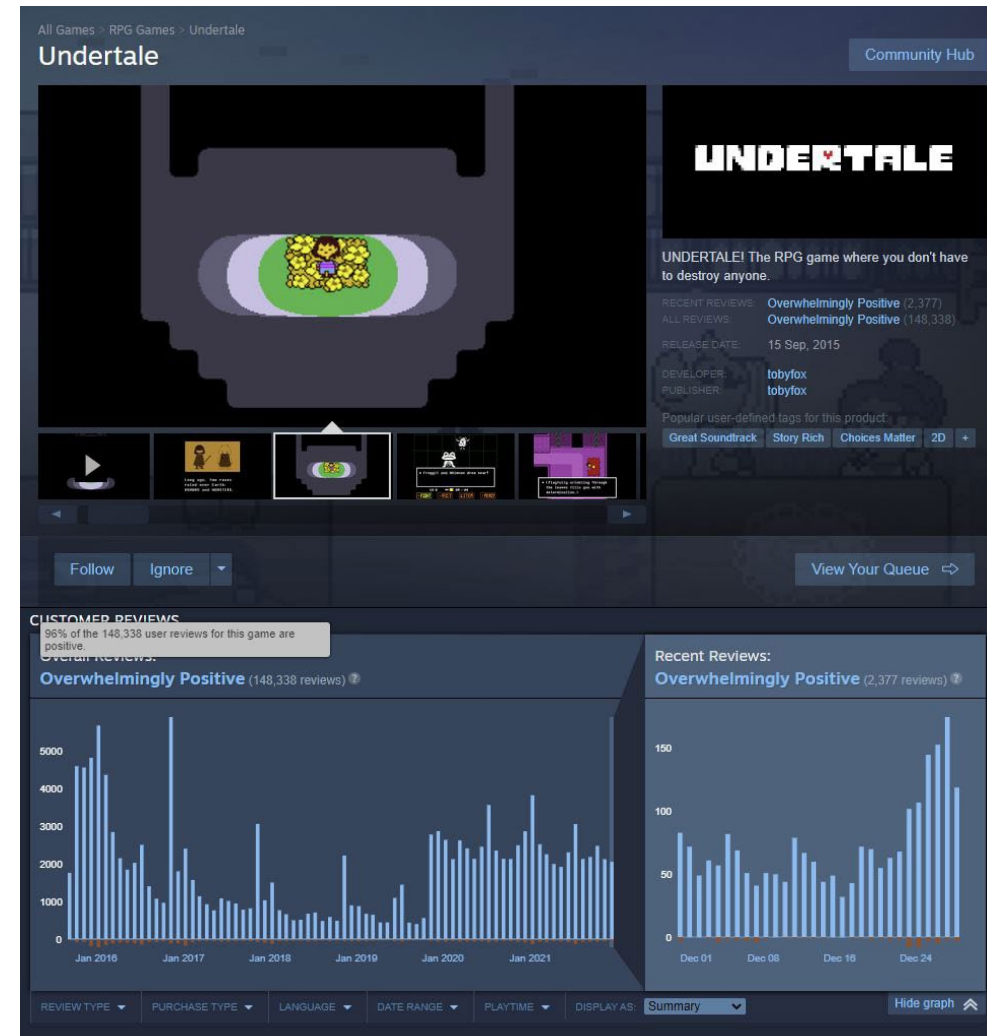 All Games > RPG Games > Undertale
Undertale
Community Hub
UNDERTALE
UNDERTALE! The RPG game where you don't have
to destroy anyone.
RECENT REVIEWS: Overwhelmingly Positive (2,377)
ALL REVIEWS: Overwhelmingly Positive (148,338)
RELEASE DATE: 15 Sep, 2015
DEVELOPER: tobyfox
PUBLISHER: tobyfox
Popular user-defined tags for this product:
Great Soundtrack Story Rich Choices Matter 2D +
Long ago, two races
ruled over Earth:
HUMANS and MONSTERS.
Follow Ignore
View Your Queue
CUSTOMER REVIEWS
96% of the 148,338 user reviews for this game are
positive.
Overall Reviews:
Overwhelmingly Positive (148,338 reviews) ?
Recent Reviews:
Overwhelmingly Positive (2,377 reviews) ?
5000
4000
3000
2000
1000
0
Jan 2016 Jan 2017 Jan 2018 Jan 2019 Jan 2020 Jan 2021
150
100
50
0
Dec 01 Dec 08 Dec 16 Dec 24
REVIEW TYPE PURCHASE TYPE LANGUAGE DATE RANGE PLAYTIME DISPLAY AS: Summary
Hide graph